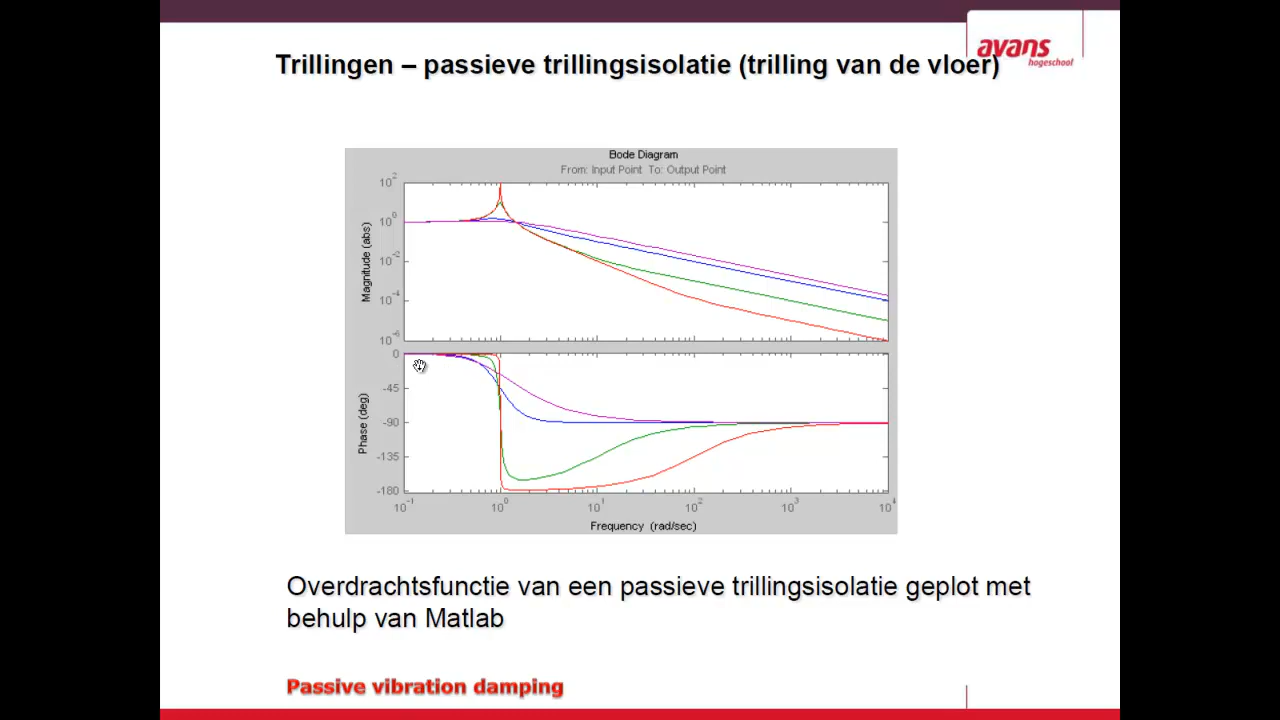 avans
hogeschool
Trillingen – passieve trillingsisolatie (trilling van de vloer)
Bode Diagram
From: Input Point To: Output Point
Magnitude (abs)
10^2
10^0
10^-2
10^-4
10^-6
Phase (deg)
0
-45
-90
-135
-180
10^-1 10^0 10^1 10^2 10^3 10^4
Frequency (rad/sec)
Overdrachtsfunctie van een passieve trillingsisolatie geplot met
behulp van Matlab
Passive vibration damping